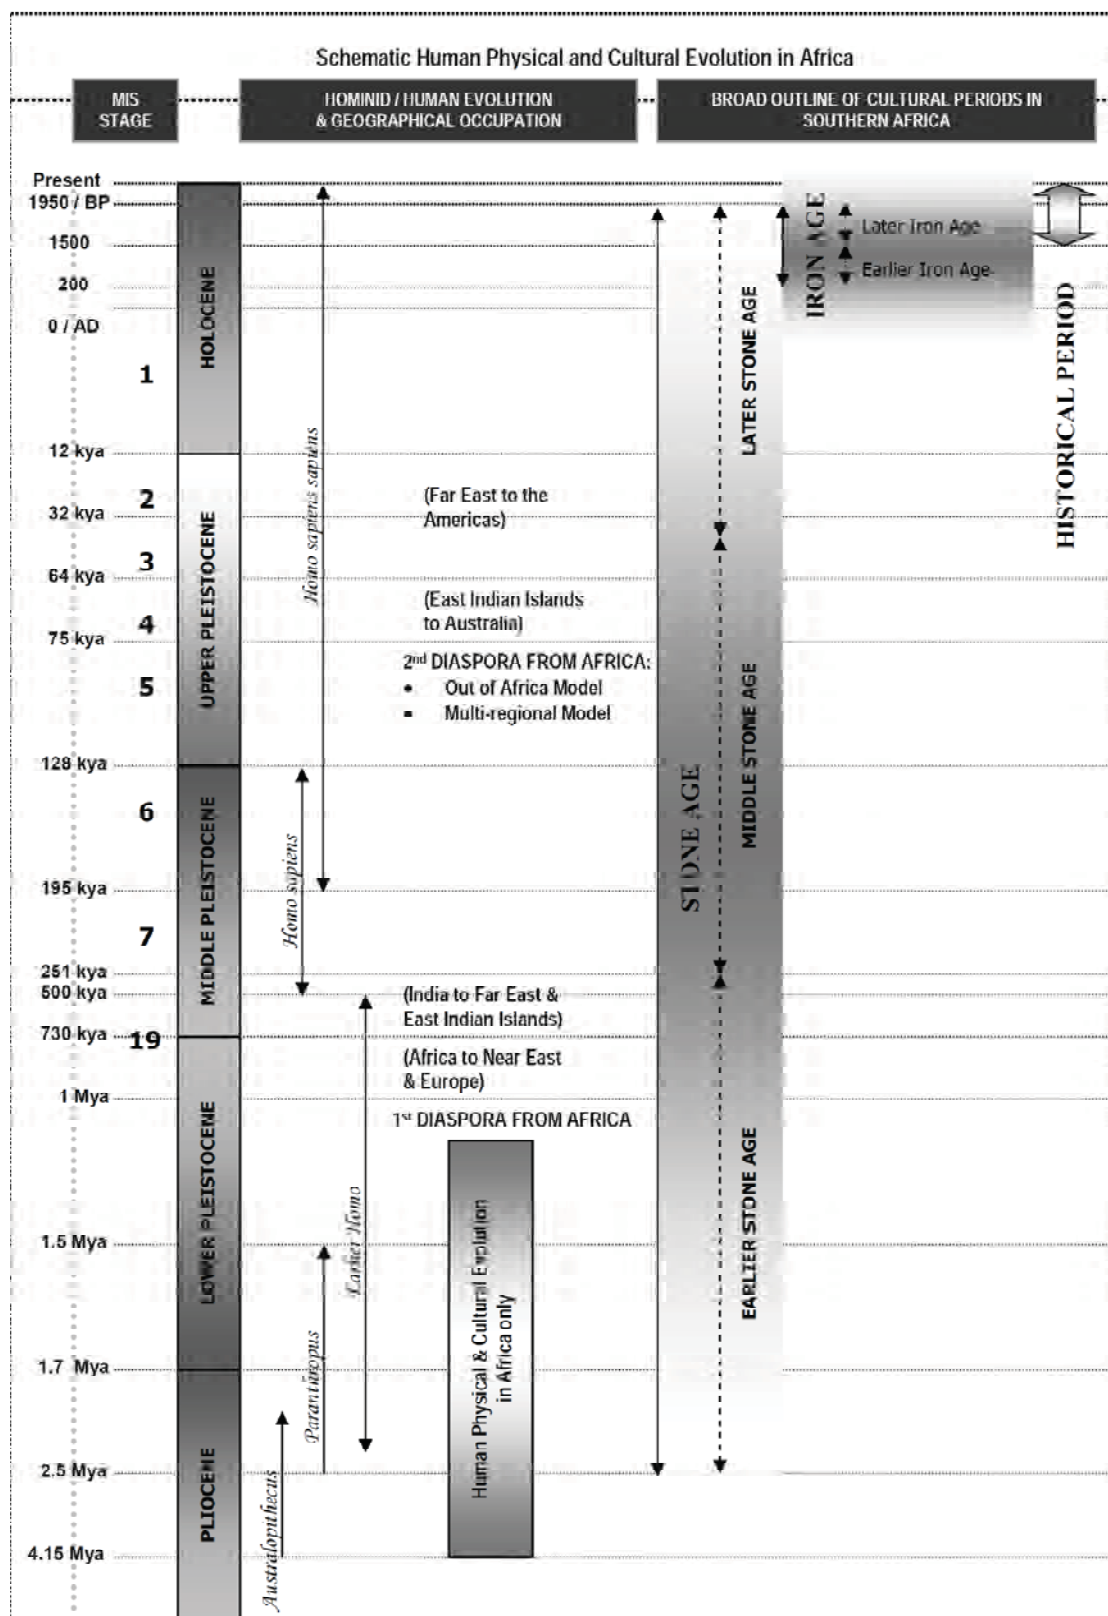 Schematic Human Physical and Cultural Evolution in Africa
MIS
STAGE
HOMINID / HUMAN EVOLUTION
& GEOGRAPHICAL OCCUPATION
BROAD OUTLINE OF CULTURAL PERIODS IN
SOUTHERN AFRICA
Present
1950 / BP
1500
200
0 / AD
12 kya
32 kya
64 kya
75 kya
128 kya
195 kya
251 kya
500 kya
730 kya
1 Mya
1.5 Mya
1.7 Mya
2.5 Mya
4.15 Mya
1
2
3
4
5
6
7
19
HOLOCENE
UPPER PLEISTOCENE
MIDDLE PLEISTOCENE
LOWER PLEISTOCENE
PLIOCENE
Homo sapiens sapiens
Homo sapiens
Earlier Homo
Paranthropus
Australopithecus
(Far East to the
Americas)
(East Indian Islands
to Australia)
2nd DIASPORA FROM AFRICA:
• Out of Africa Model
▪ Multi-regional Model
(India to Far East &
East Indian Islands)
(Africa to Near East
& Europe)
1st DIASPORA FROM AFRICA
Human Physical & Cultural Evolution
in Africa only
STONE AGE
LATER STONE AGE
MIDDLE STONE AGE
EARLIER STONE AGE
IRON AGE
Later Iron Age
Earlier Iron Age
HISTORICAL PERIOD